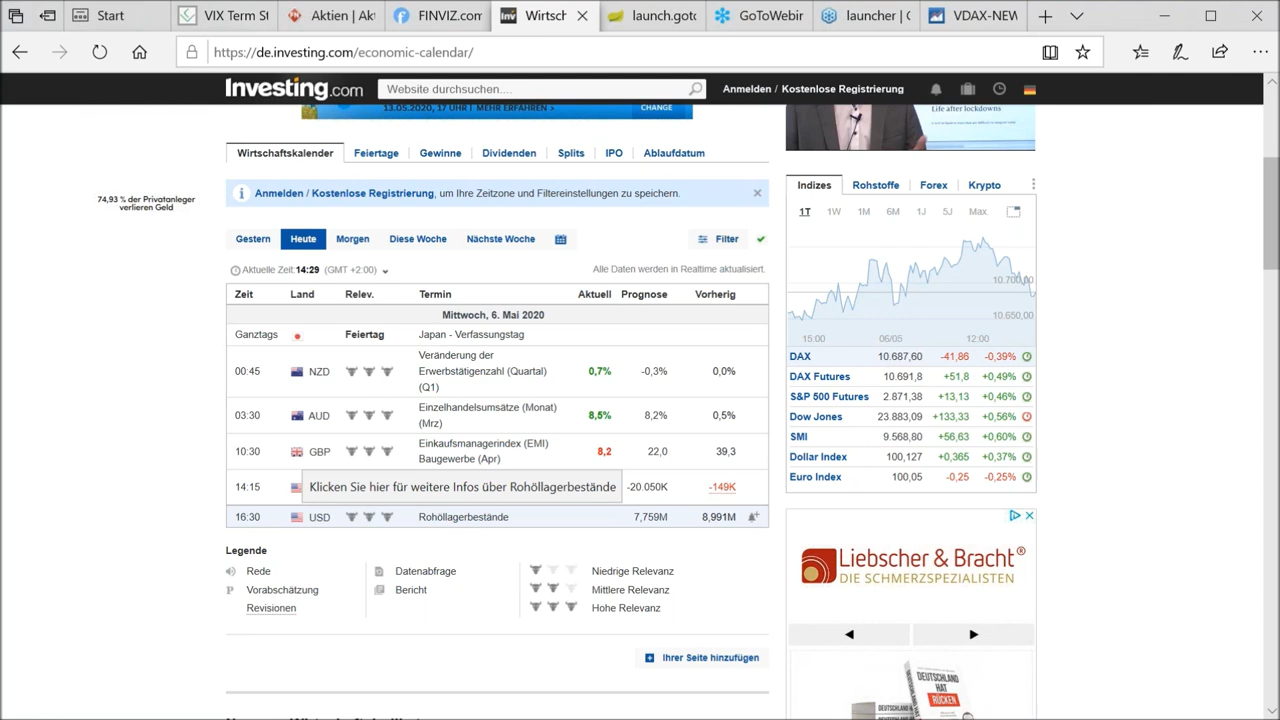 Start
VIX Term St
Aktien | Akt
FINVIZ.com
Wirtsch
launch.goto
GoToWebir
launcher | G
VDAX-NEW
https://de.investing.com/economic-calendar/
Investing.com
Website durchsuchen...
Anmelden / Kostenlose Registrierung
13.05.2020, 17 UHR! MEHR ERFAHREN >
CHANGE
Life after lockdowns
Wirtschaftskalender
Feiertage
Gewinne
Dividenden
Splits
IPO
Ablaufdatum
Anmelden / Kostenlose Registrierung, um Ihre Zeitzone und Filtereinstellungen zu speichern.
74,93 % der Privatanleger
verlieren Geld
Gestern
Heute
Morgen
Diese Woche
Nächste Woche
Filter
Aktuelle Zeit: 14:29 (GMT +2:00)
Alle Daten werden in Realtime aktualisiert.
Zeit Land Relev. Termin Aktuell Prognose Vorherig
Mittwoch, 6. Mai 2020
Ganztags Feiertag Japan - Verfassungstag
00:45 NZD Veränderung der
Erwerbstätigenzahl (Quartal)
(Q1) 0,7% -0,3% 0,0%
03:30 AUD Einzelhandelsumsätze (Monat)
(Mrz) 8,5% 8,2% 0,5%
10:30 GBP Einkaufsmanagerindex (EMI)
Baugewerbe (Apr) 8,2 22,0 39,3
14:15 Klicken Sie hier für weitere Infos über Rohöllagerbestände -20.050K -149K
16:30 USD Rohöllagerbestände 7,759M 8,991M
Legende
Rede
Vorabschätzung
Revisionen
Datenabfrage
Bericht
Niedrige Relevanz
Mittlere Relevanz
Hohe Relevanz
Ihrer Seite hinzufügen
Indizes
Rohstoffe
Forex
Krypto
1T 1W 1M 6M 1J 5J Max.
10.700,00
10.650,00
15:00 06/05 12:00
DAX 10.687,60 -41,86 -0,39%
DAX Futures 10.691,8 +51,8 +0,49%
S&P 500 Futures 2.871,38 +13,13 +0,46%
Dow Jones 23.883,09 +133,33 +0,56%
SMI 9.568,80 +56,63 +0,60%
Dollar Index 100,127 +0,365 +0,37%
Euro Index 100,05 -0,25 -0,25%
Liebscher & Bracht®
DIE SCHMERZSPEZIALISTEN
DEUTSCHLAND
HAT
RÜCKEN